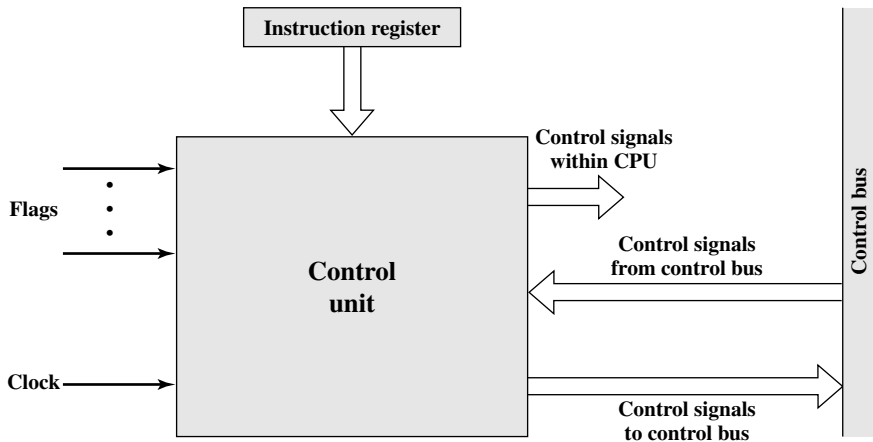 Instruction register
Control signals
within CPU
Flags
Control
unit
Control signals
from control bus
Control bus
Clock
Control signals
to control bus